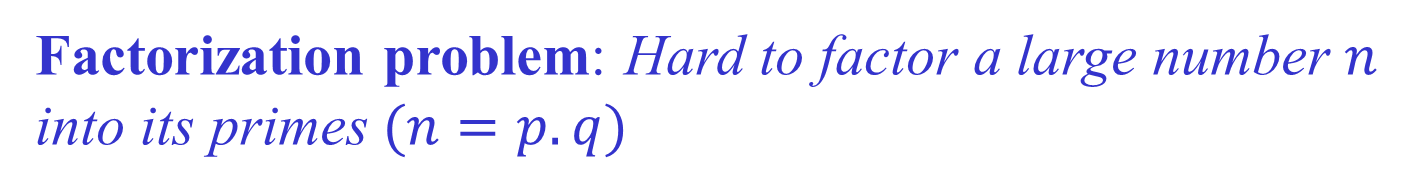 Factorization problem: Hard to factor a large number n
into its primes (n = p.q)